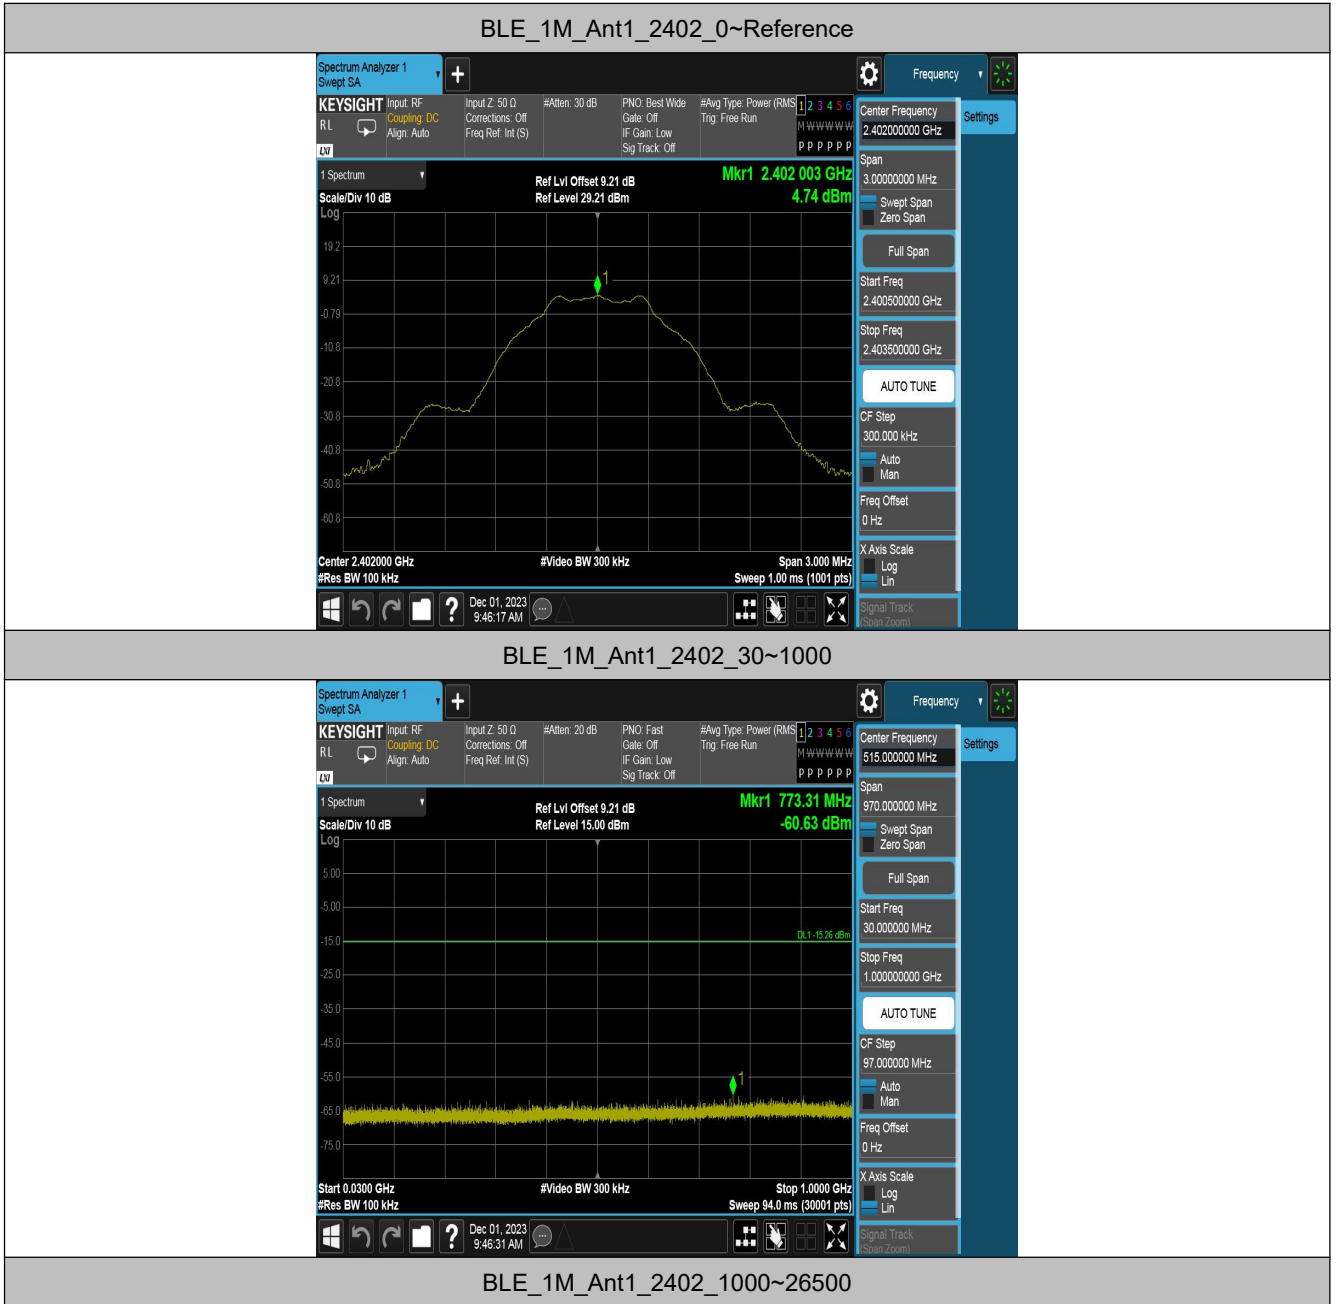 BLE_1M_Ant1_2402_0~Reference
Spectrum Analyzer 1
Swept SA
Frequency
KEYSIGHT
RL
LXI
Input: RF
Coupling: DC
Align: Auto
Input Z: 50 Ω
Corrections: Off
Freq Ref: Int (S)
#Atten: 30 dB
PNO: Best Wide
Gate: Off
IF Gain: Low
Sig Track: Off
#Avg Type: Power (RMS
Trig: Free Run
1 2 3 4 5 6
M W W W W W
P P P P P P
Center Frequency
2.402000000 GHz
Settings
Span
3.00000000 MHz
Swept Span
Zero Span
Full Span
Start Freq
2.400500000 GHz
Stop Freq
2.403500000 GHz
AUTO TUNE
CF Step
300.000 kHz
Auto
Man
Freq Offset
0 Hz
X Axis Scale
Log
Lin
Signal Track
(Span Zoom)
1 Spectrum
Scale/Div 10 dB
Log
Ref Lvl Offset 9.21 dB
Ref Level 29.21 dBm
Mkr1 2.402 003 GHz
4.74 dBm
19.2
9.21
-0.79
-10.8
-20.8
-30.8
-40.8
-50.8
-60.8
1
Center 2.402000 GHz
#Res BW 100 kHz
#Video BW 300 kHz
Span 3.000 MHz
Sweep 1.00 ms (1001 pts)
Dec 01, 2023
9:46:17 AM
BLE_1M_Ant1_2402_30~1000
Spectrum Analyzer 1
Swept SA
Frequency
KEYSIGHT
RL
LXI
Input: RF
Coupling: DC
Align: Auto
Input Z: 50 Ω
Corrections: Off
Freq Ref: Int (S)
#Atten: 20 dB
PNO: Fast
Gate: Off
IF Gain: Low
Sig Track: Off
#Avg Type: Power (RMS
Trig: Free Run
1 2 3 4 5 6
M W W W W W
P P P P P P
Center Frequency
515.000000 MHz
Settings
Span
970.000000 MHz
Swept Span
Zero Span
Full Span
Start Freq
30.000000 MHz
Stop Freq
1.000000000 GHz
AUTO TUNE
CF Step
97.000000 MHz
Auto
Man
Freq Offset
0 Hz
X Axis Scale
Log
Lin
Signal Track
(Span Zoom)
1 Spectrum
Scale/Div 10 dB
Log
Ref Lvl Offset 9.21 dB
Ref Level 15.00 dBm
Mkr1 773.31 MHz
-60.63 dBm
5.00
-5.00
-15.0
-25.0
-35.0
-45.0
-55.0
-65.0
-75.0
DL1 -15.26 dBm
1
Start 0.0300 GHz
#Res BW 100 kHz
#Video BW 300 kHz
Stop 1.0000 GHz
Sweep 94.0 ms (30001 pts)
Dec 01, 2023
9:46:31 AM
BLE_1M_Ant1_2402_1000~26500